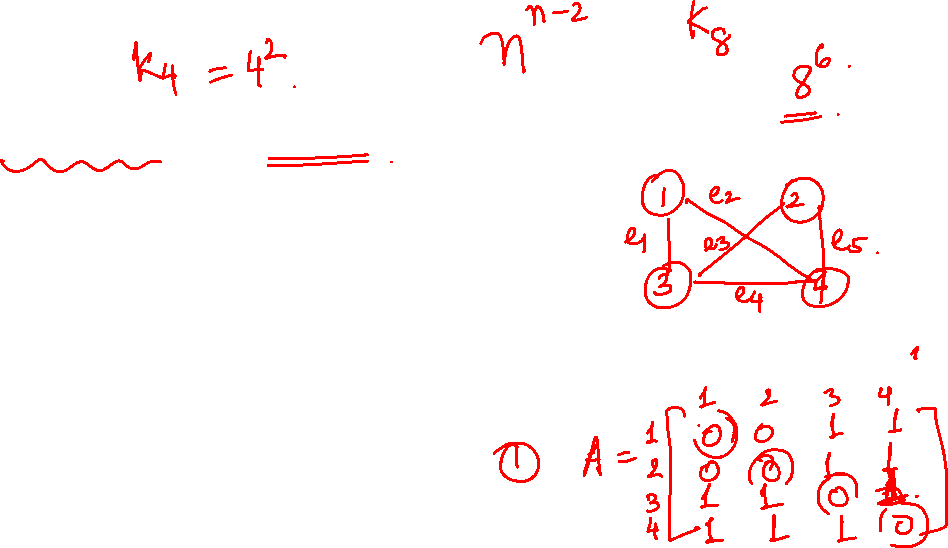 K4 = 4^2.
n^{n-2}
K8
8^6.
1 e2 2
e1 e3 e5.
3 e4 4
1 2 3 4
① A = 1 [ 0 0 1 1 ]
2 [ 0 0 1 1 ]
3 [ 1 1 0 1 ]
4 [ 1 1 1 0 ]